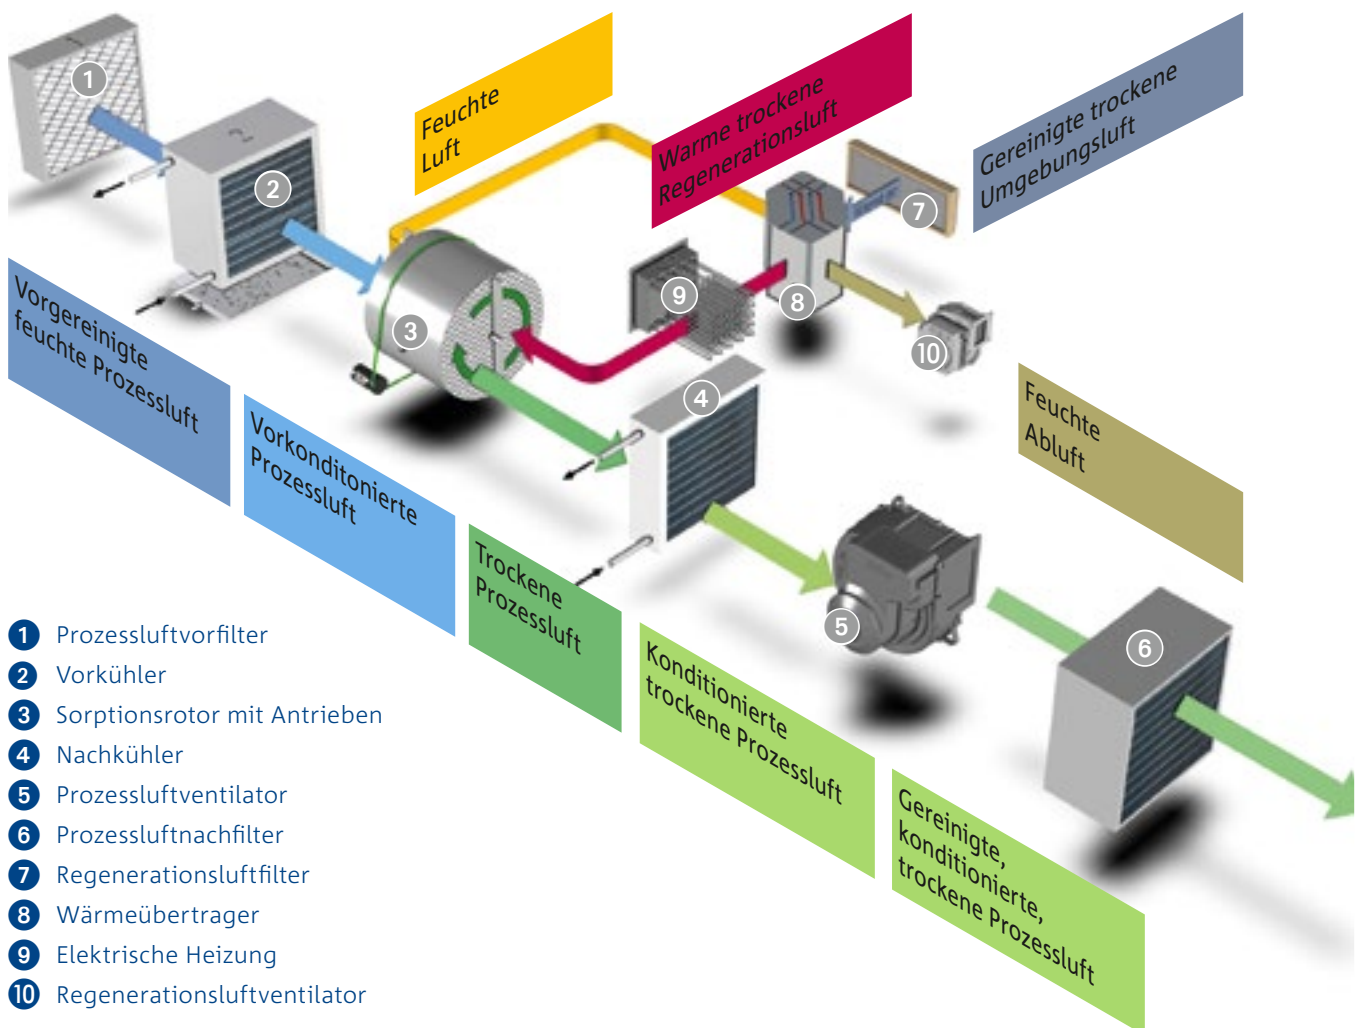 1
2
3
4
5
6
7
8
9
10
Feuchte
Luft
Warme trockene
Regenerationsluft
Gereinigte trockene
Umgebungsluft
Vorgereinigte
feuchte Prozessluft
Vorkonditonierte
Prozessluft
Trockene
Prozessluft
Feuchte
Abluft
Konditionierte
trockene Prozessluft
Gereinigte,
konditionierte,
trockene Prozessluft
1 Prozessluftvorfilter
2 Vorkühler
3 Sorptionsrotor mit Antrieben
4 Nachkühler
5 Prozessluftventilator
6 Prozessluftnachfilter
7 Regenerationsluftfilter
8 Wärmeübertrager
9 Elektrische Heizung
10 Regenerationsluftventilator